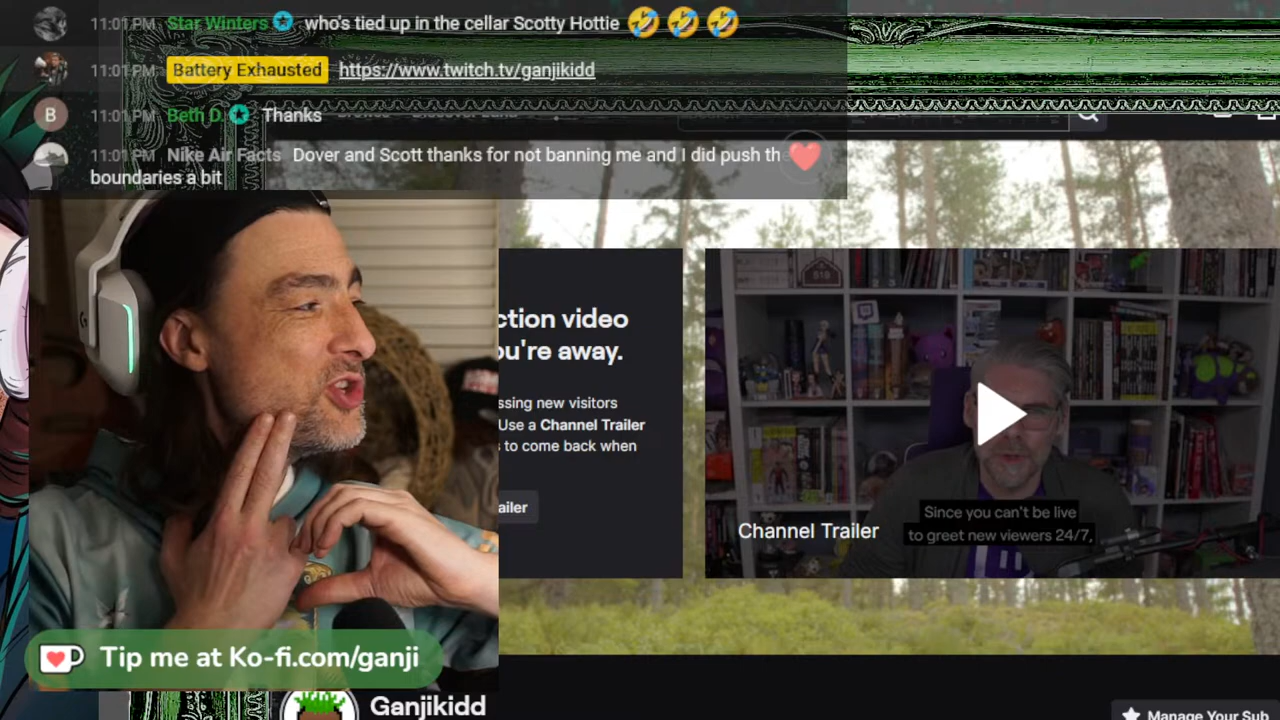 11:01 PM Star Winters who's tied up in the cellar Scotty Hottie
11:01 PM Battery Exhausted https://www.twitch.tv/ganjikidd
B 11:01 PM Beth D. Thanks
11:01 PM Nike Air Facts Dover and Scott thanks for not banning me and I did push th
boundaries a bit
ction video
ou're away.
ssing new visitors
Use a Channel Trailer
s to come back when
ailer
Channel Trailer
Since you can't be live
to greet new viewers 24/7,
Tip me at Ko-fi.com/ganji
Ganjikidd
Manage Your Sub